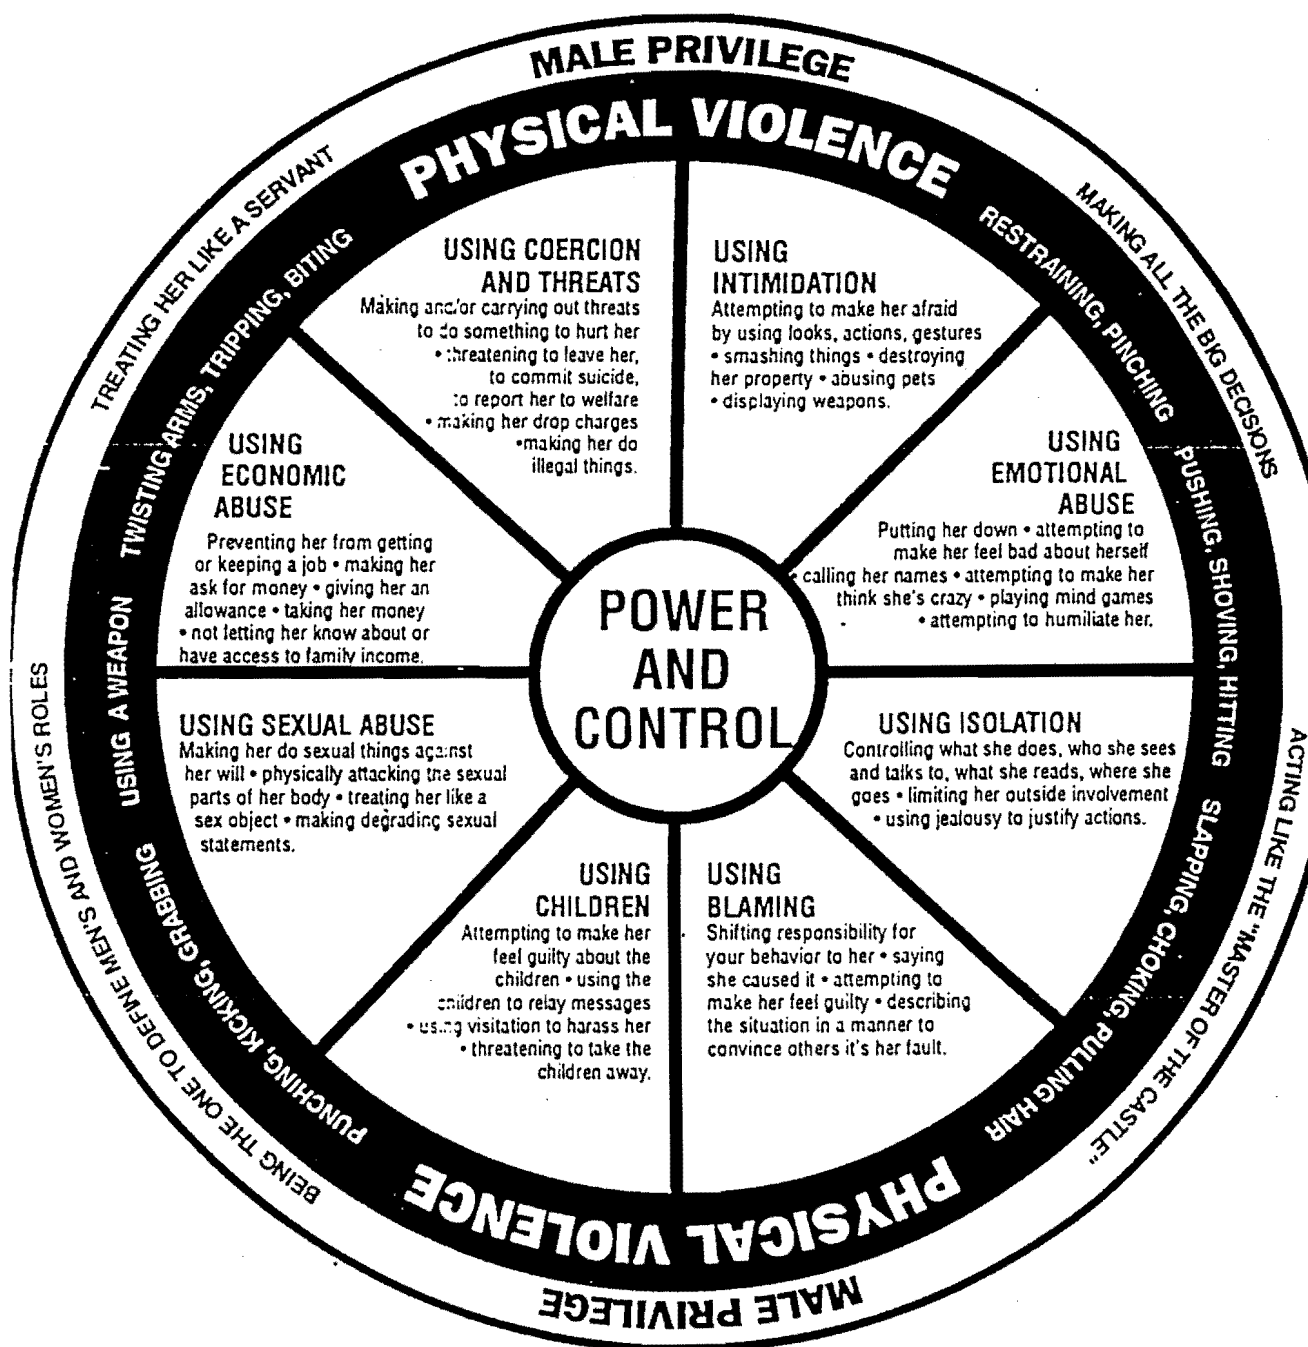 MALE PRIVILEGE
PHYSICAL VIOLENCE
TREATING HER LIKE A SERVANT
MAKING ALL THE BIG DECISIONS
TWISTING ARMS, TRIPPING, BITING
RESTRAINING, PINCHING
USING COERCION
AND THREATS
Making and/or carrying out threats
to do something to hurt her
• threatening to leave her,
to commit suicide,
to report her to welfare
• making her drop charges
•making her do
illegal things.
USING
INTIMIDATION
Attempting to make her afraid
by using looks, actions, gestures
• smashing things • destroying
her property • abusing pets
• displaying weapons.
USING
ECONOMIC
ABUSE
Preventing her from getting
or keeping a job • making her
ask for money • giving her an
allowance • taking her money
• not letting her know about or
have access to family income.
USING
EMOTIONAL
ABUSE
Putting her down • attempting to
make her feel bad about herself
• calling her names • attempting to make her
think she's crazy • playing mind games
• attempting to humiliate her.
PUSHING, SHOVING, HITTING
USING A WEAPON
POWER
AND
CONTROL
USING SEXUAL ABUSE
Making her do sexual things against
her will • physically attacking the sexual
parts of her body • treating her like a
sex object • making degrading sexual
statements.
USING ISOLATION
Controlling what she does, who she sees
and talks to, what she reads, where she
goes • limiting her outside involvement
• using jealousy to justify actions.
USING
CHILDREN
Attempting to make her
feel guilty about the
children • using the
children to relay messages
• using visitation to harass her
• threatening to take the
children away.
USING
BLAMING
Shifting responsibility for
your behavior to her • saying
she caused it • attempting to
make her feel guilty • describing
the situation in a manner to
convince others it's her fault.
PUNCHING, KICKING, GRABBING
SLAPPING, CHOKING, PULLING HAIR
BEING THE ONE TO DEFINE MEN'S AND WOMEN'S ROLES
ACTING LIKE THE "MASTER OF THE CASTLE"
PHYSICAL VIOLENCE
MALE PRIVILEGE